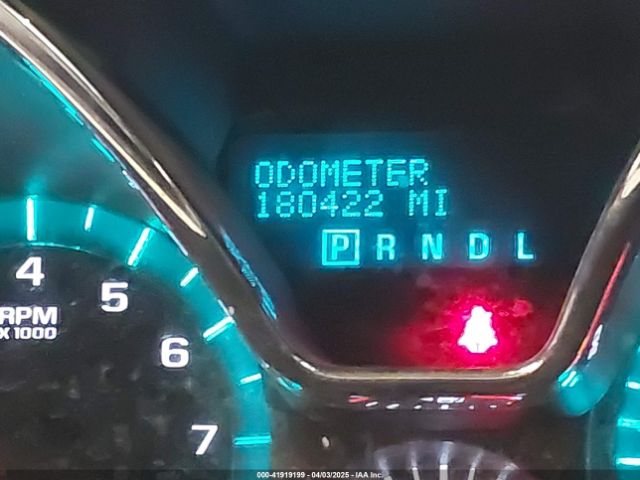 ODOMETER
180422 MI
P R N D L
4
5
6
7
RPM
X 1000
000-41919199 - 04/03/2025 - IAA Inc.